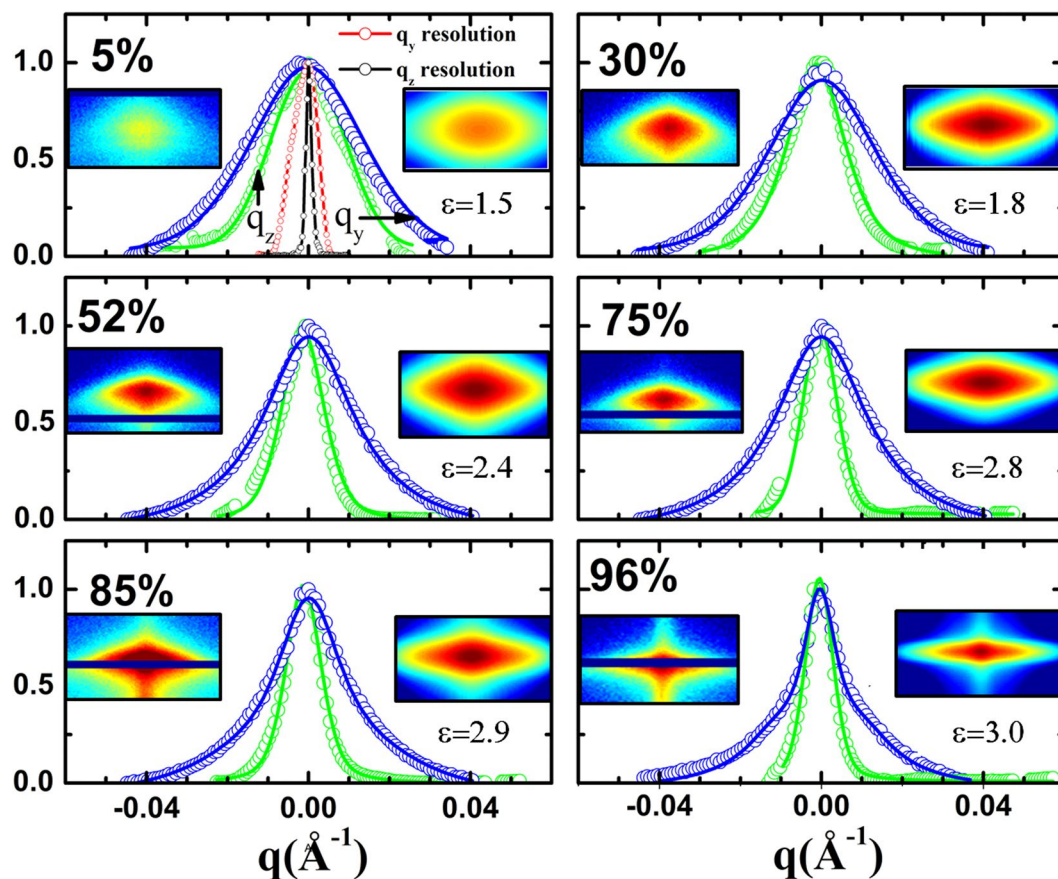 5%
q_y resolution
q_z resolution
ε=1.5
q_z
q_y
1.0
0.5
0.0
30%
ε=1.8
52%
ε=2.4
1.0
0.5
0.0
75%
ε=2.8
85%
ε=2.9
1.0
0.5
0.0
96%
ε=3.0
-0.04 0.00 0.04
-0.04 0.00 0.04
q(Å⁻¹)
q(Å⁻¹)